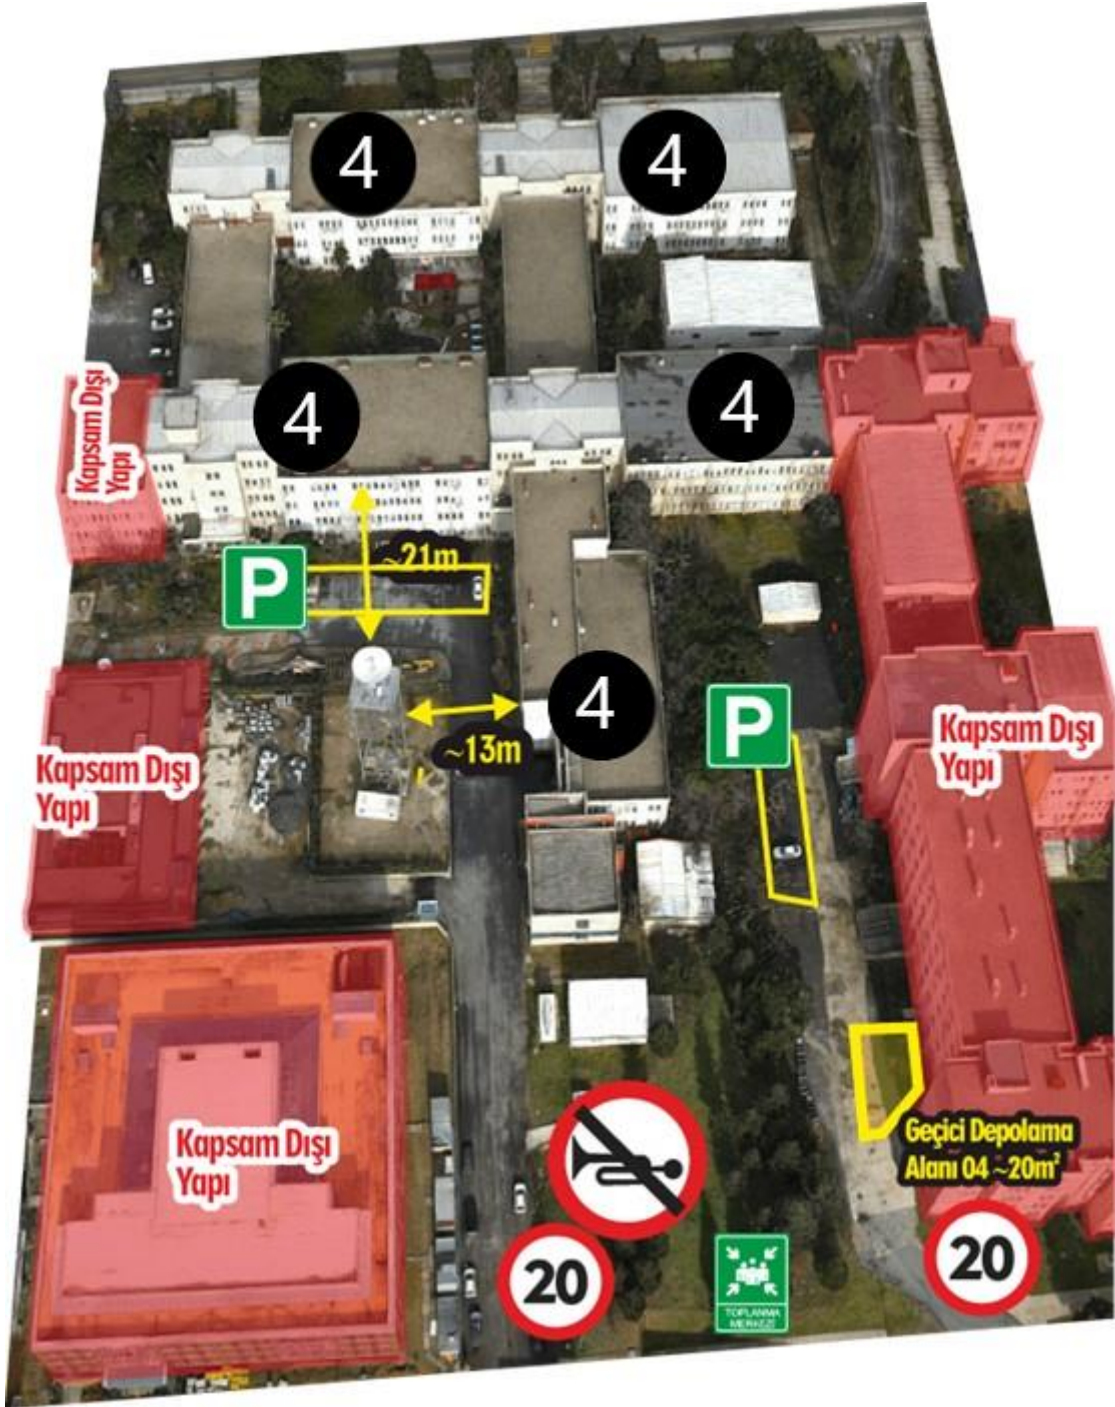 4
4
Kapsam Dışı
Yapı
4
4
~21m
P
4
P
~13m
Kapsam Dışı
Yapı
Kapsam Dışı
Yapı
Geçici Depolama
Alanı 04 ~20m²
Kapsam Dışı
Yapı
20
20
TOPLANMA
MERKEZİ